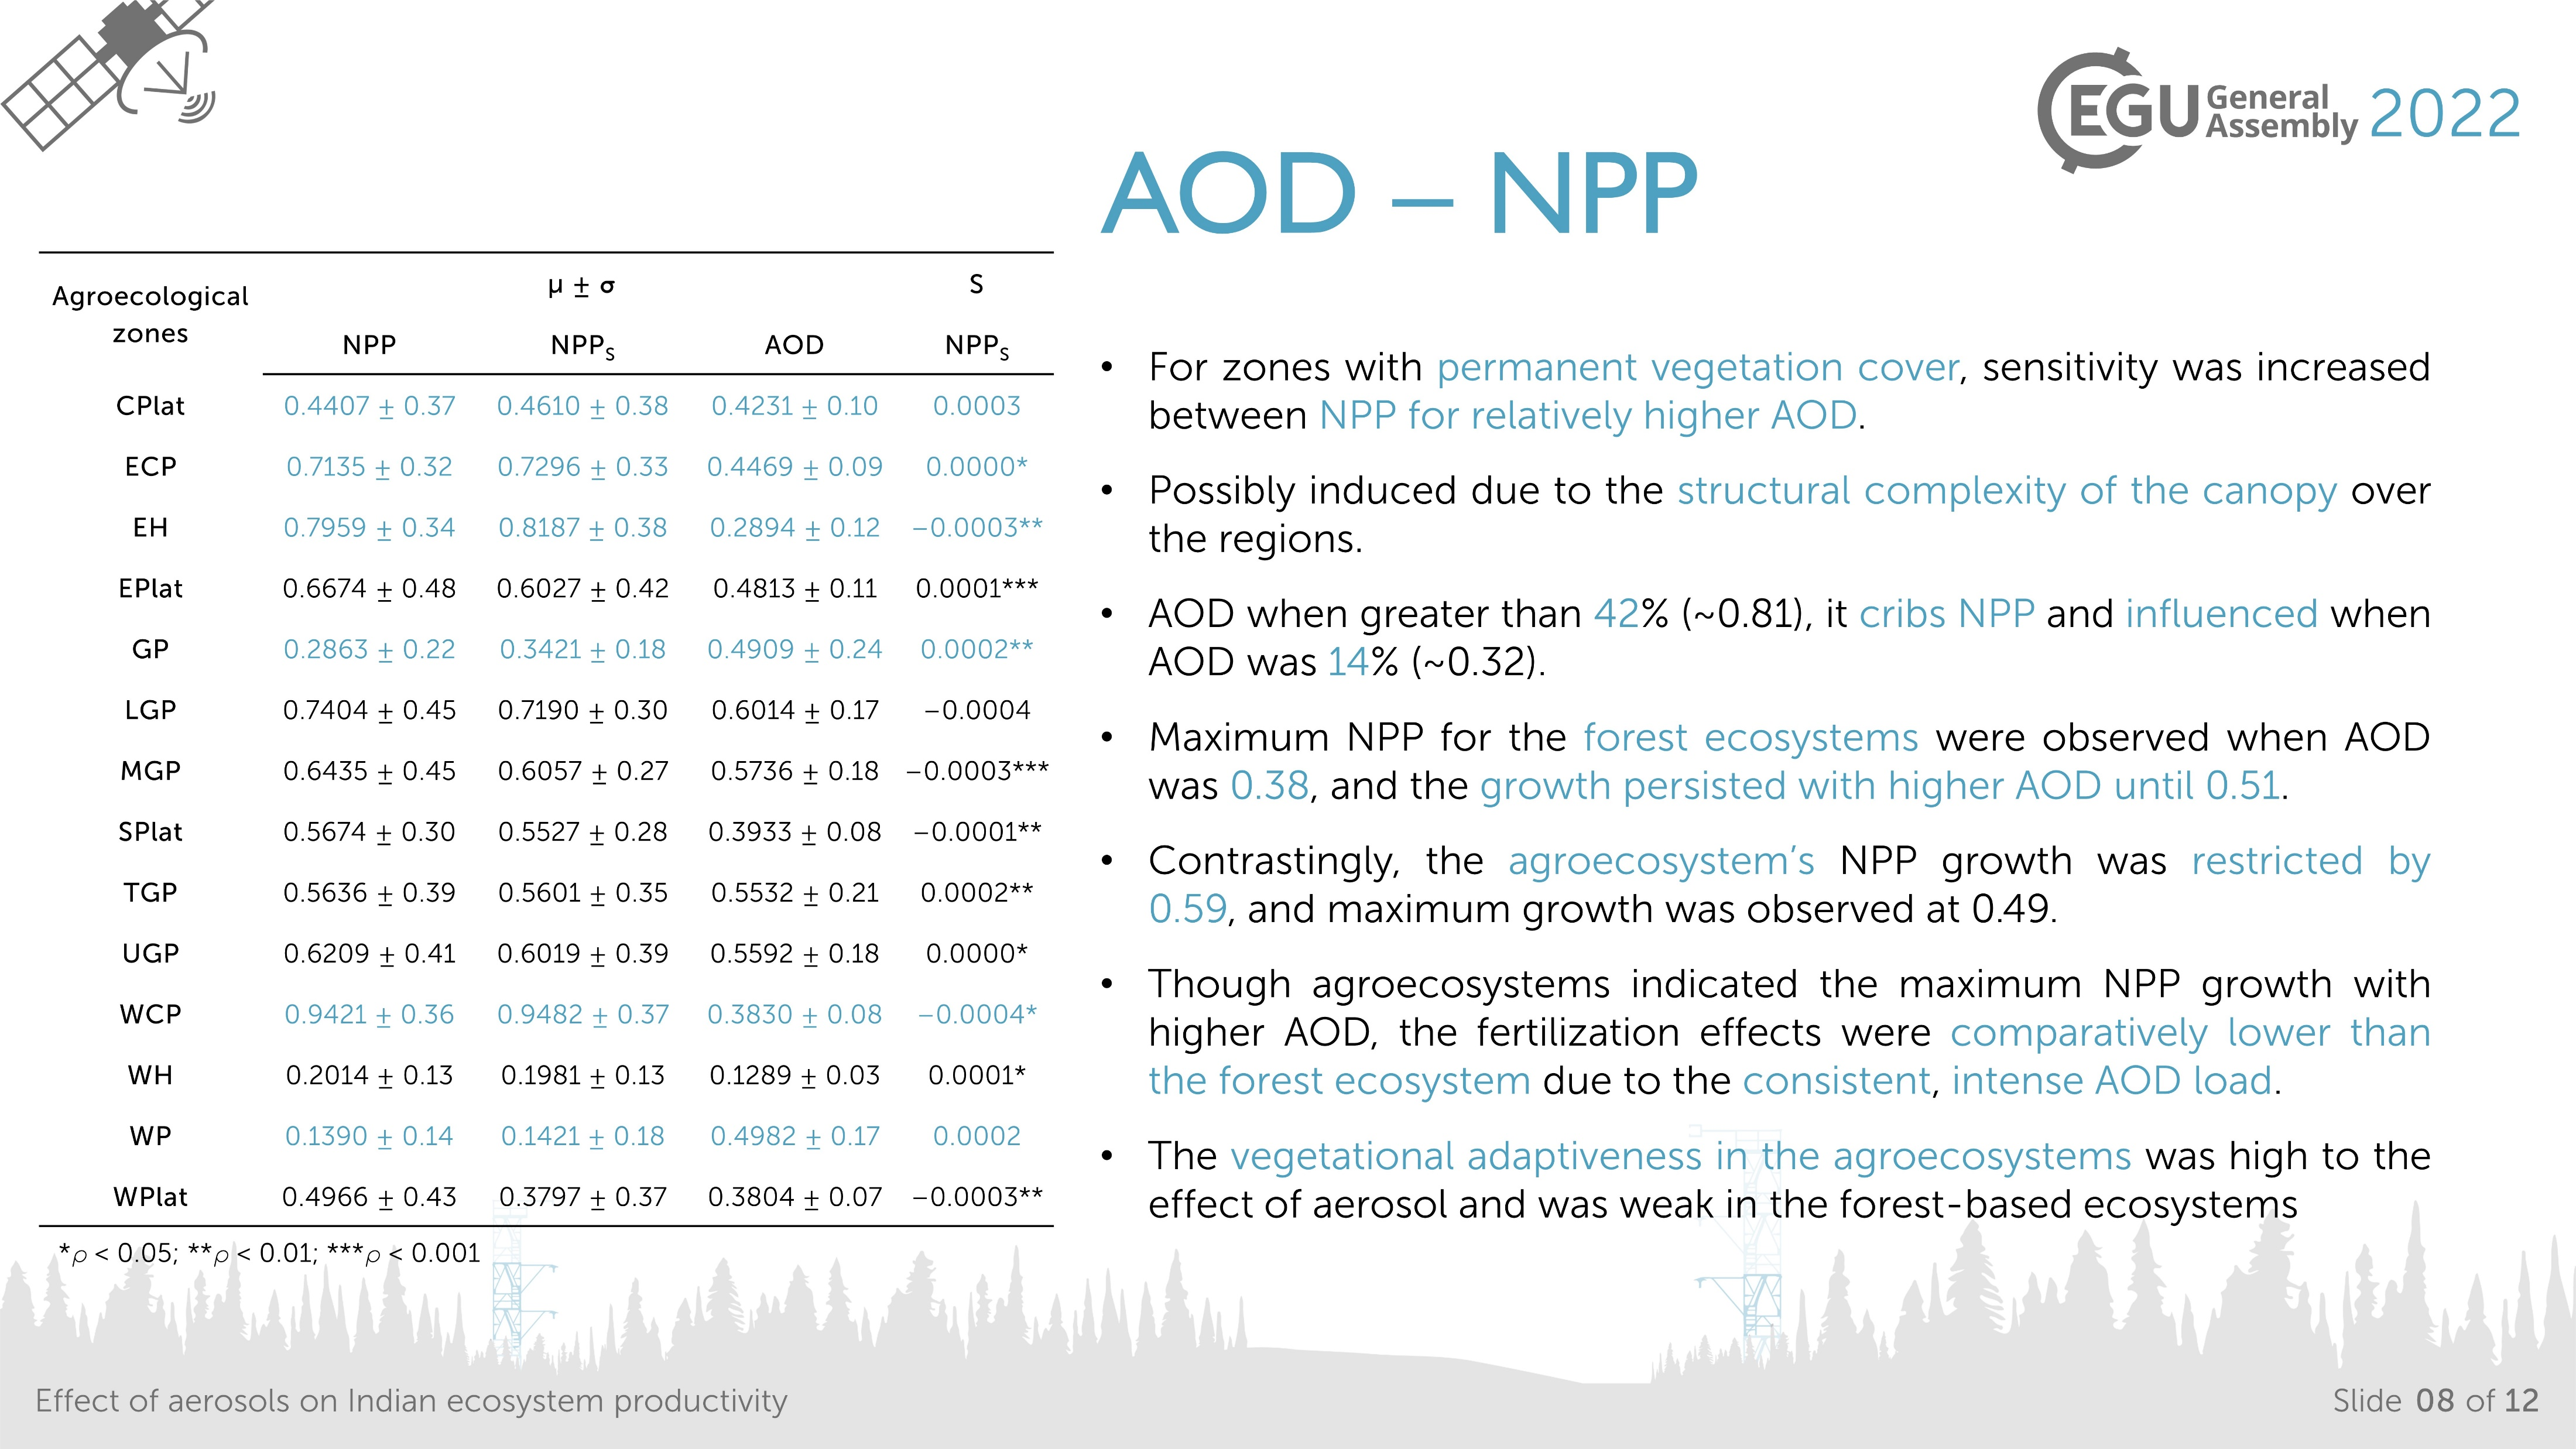 EGU General Assembly 2022
AOD – NPP
Agroecological zones
μ ± σ
S
NPP NPPS AOD NPPS
CPlat 0.4407 ± 0.37 0.4610 ± 0.38 0.4231 ± 0.10 0.0003
ECP 0.7135 ± 0.32 0.7296 ± 0.33 0.4469 ± 0.09 0.0000*
EH 0.7959 ± 0.34 0.8187 ± 0.38 0.2894 ± 0.12 −0.0003**
EPlat 0.6674 ± 0.48 0.6027 ± 0.42 0.4813 ± 0.11 0.0001***
GP 0.2863 ± 0.22 0.3421 ± 0.18 0.4909 ± 0.24 0.0002**
LGP 0.7404 ± 0.45 0.7190 ± 0.30 0.6014 ± 0.17 −0.0004
MGP 0.6435 ± 0.45 0.6057 ± 0.27 0.5736 ± 0.18 −0.0003***
SPlat 0.5674 ± 0.30 0.5527 ± 0.28 0.3933 ± 0.08 −0.0001**
TGP 0.5636 ± 0.39 0.5601 ± 0.35 0.5532 ± 0.21 0.0002**
UGP 0.6209 ± 0.41 0.6019 ± 0.39 0.5592 ± 0.18 0.0000*
WCP 0.9421 ± 0.36 0.9482 ± 0.37 0.3830 ± 0.08 −0.0004*
WH 0.2014 ± 0.13 0.1981 ± 0.13 0.1289 ± 0.03 0.0001*
WP 0.1390 ± 0.14 0.1421 ± 0.18 0.4982 ± 0.17 0.0002
WPlat 0.4966 ± 0.43 0.3797 ± 0.37 0.3804 ± 0.07 −0.0003**
*ρ < 0.05; **ρ < 0.01; ***ρ < 0.001
• For zones with permanent vegetation cover, sensitivity was increased
between NPP for relatively higher AOD.
• Possibly induced due to the structural complexity of the canopy over
the regions.
• AOD when greater than 42% (~0.81), it cribs NPP and influenced when
AOD was 14% (~0.32).
• Maximum NPP for the forest ecosystems were observed when AOD
was 0.38, and the growth persisted with higher AOD until 0.51.
• Contrastingly, the agroecosystem’s NPP growth was restricted by
0.59, and maximum growth was observed at 0.49.
• Though agroecosystems indicated the maximum NPP growth with
higher AOD, the fertilization effects were comparatively lower than
the forest ecosystem due to the consistent, intense AOD load.
• The vegetational adaptiveness in the agroecosystems was high to the
effect of aerosol and was weak in the forest-based ecosystems
Effect of aerosols on Indian ecosystem productivity
Slide 08 of 12